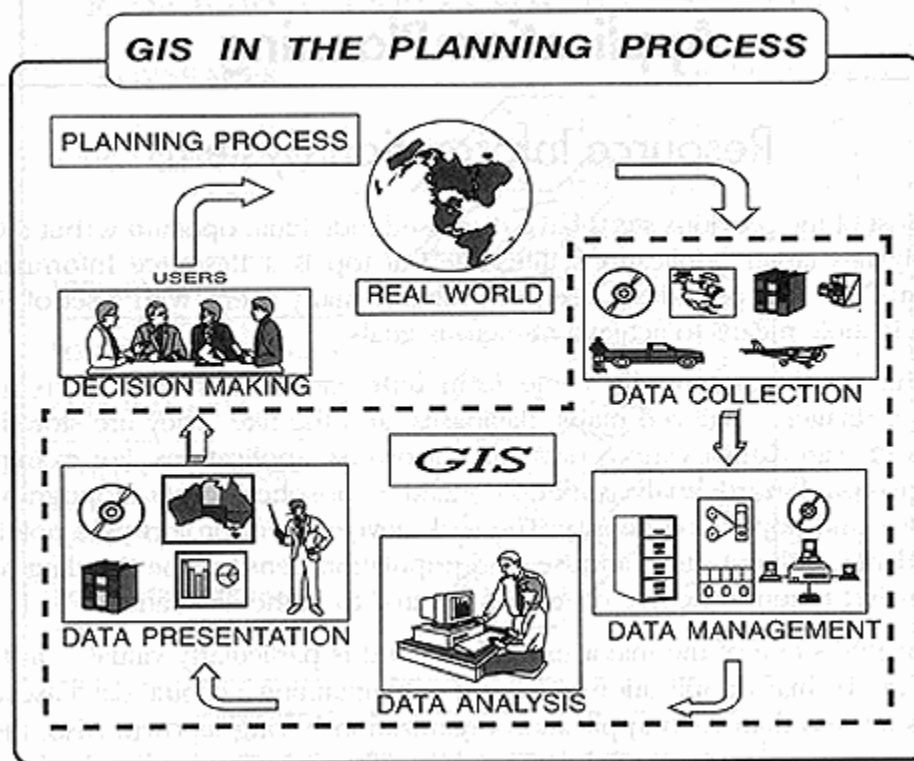 GIS IN THE PLANNING PROCESS
PLANNING PROCESS
REAL WORLD
USERS
DECISION MAKING
DATA COLLECTION
GIS
DATA PRESENTATION
DATA ANALYSIS
DATA MANAGEMENT